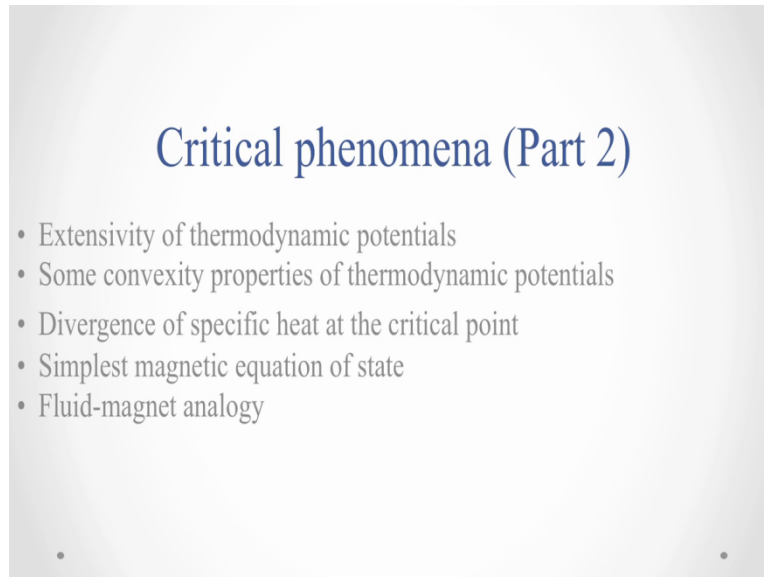 Critical phenomena (Part 2)
• Extensivity of thermodynamic potentials
• Some convexity properties of thermodynamic potentials
• Divergence of specific heat at the critical point
• Simplest magnetic equation of state
• Fluid-magnet analogy